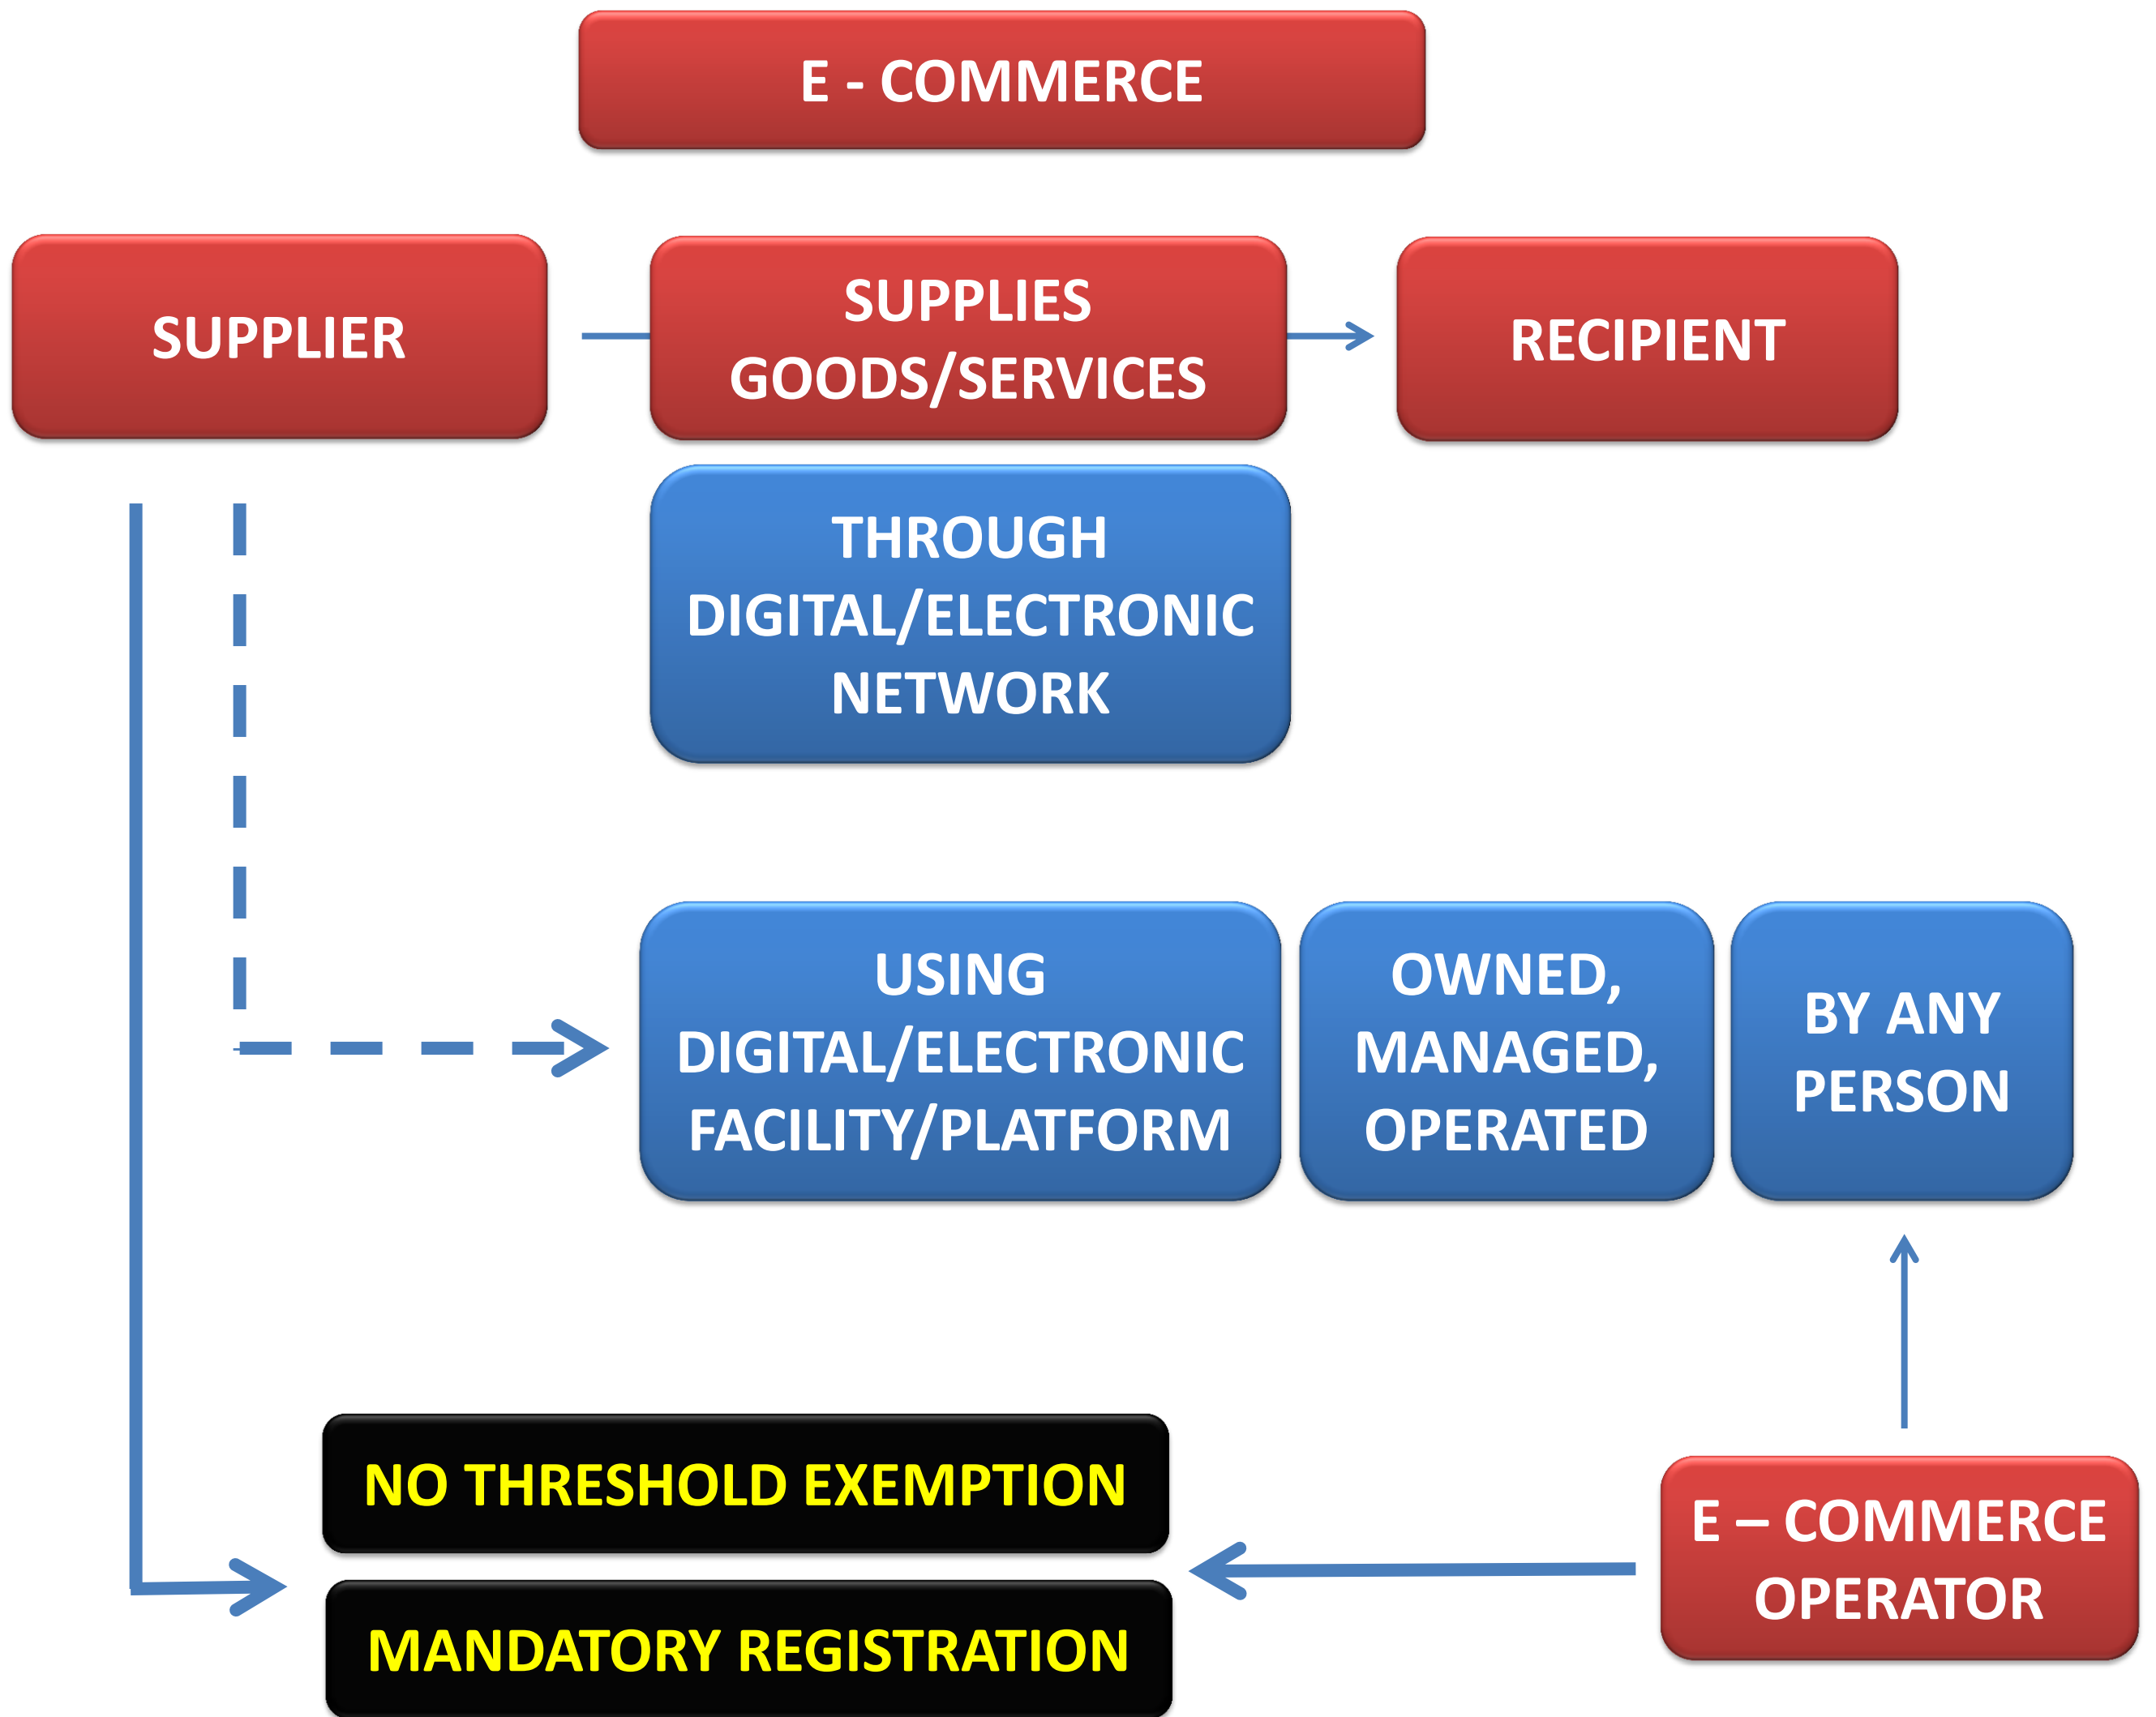 E - COMMERCE
SUPPLIER
SUPPLIES
GOODS/SERVICES
RECIPIENT
THROUGH
DIGITAL/ELECTRONIC
NETWORK
USING
DIGITAL/ELECTRONIC
FACILITY/PLATFORM
OWNED,
MANAGED,
OPERATED
BY ANY
PERSON
NO THRESHOLD EXEMPTION
MANDATORY REGISTRATION
E – COMMERCE
OPERATOR